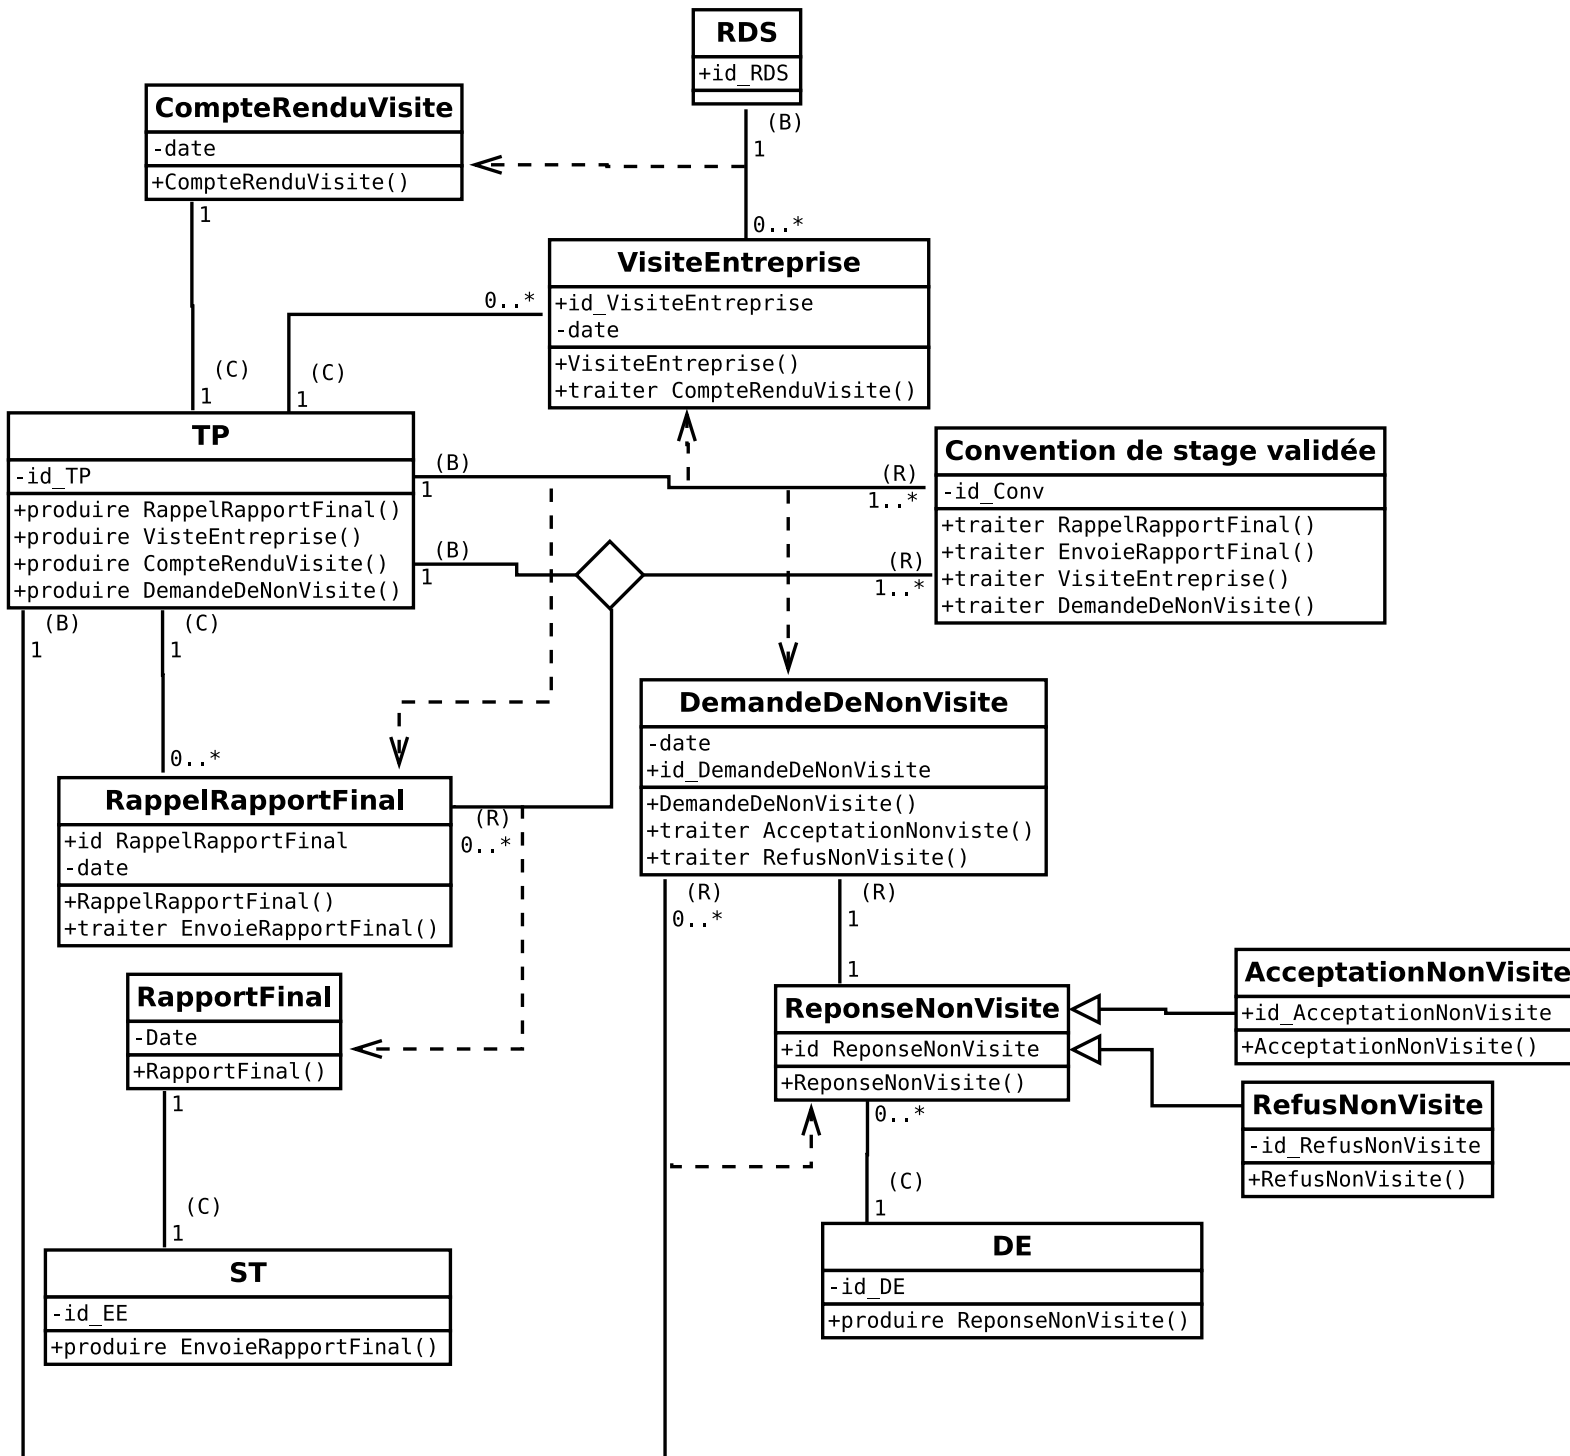 RDS
+id_RDS
(B)
1
0..*
CompteRenduVisite
-date
+CompteRenduVisite()
1
(C)
1
VisiteEntreprise
+id_VisiteEntreprise
-date
+VisiteEntreprise()
+traiter CompteRenduVisite()
0..*
(C)
1
TP
-id_TP
+produire RappelRapportFinal()
+produire VisteEntreprise()
+produire CompteRenduVisite()
+produire DemandeDeNonVisite()
(B)
1
(R)
1..*
(B)
1
(R)
1..*
Convention de stage validée
-id_Conv
+traiter RappelRapportFinal()
+traiter EnvoieRapportFinal()
+traiter VisiteEntreprise()
+traiter DemandeDeNonVisite()
(B)
1
(C)
1
0..*
RappelRapportFinal
+id RappelRapportFinal
-date
+RappelRapportFinal()
+traiter EnvoieRapportFinal()
(R)
0..*
DemandeDeNonVisite
-date
+id_DemandeDeNonVisite
+DemandeDeNonVisite()
+traiter AcceptationNonviste()
+traiter RefusNonVisite()
(R)
0..*
(R)
1
1
RapportFinal
-Date
+RapportFinal()
1
(C)
1
ReponseNonVisite
+id ReponseNonVisite
+ReponseNonVisite()
0..*
(C)
1
AcceptationNonVisite
+id_AcceptationNonVisite
+AcceptationNonVisite()
RefusNonVisite
-id_RefusNonVisite
+RefusNonVisite()
ST
-id_EE
+produire EnvoieRapportFinal()
DE
-id_DE
+produire ReponseNonVisite()